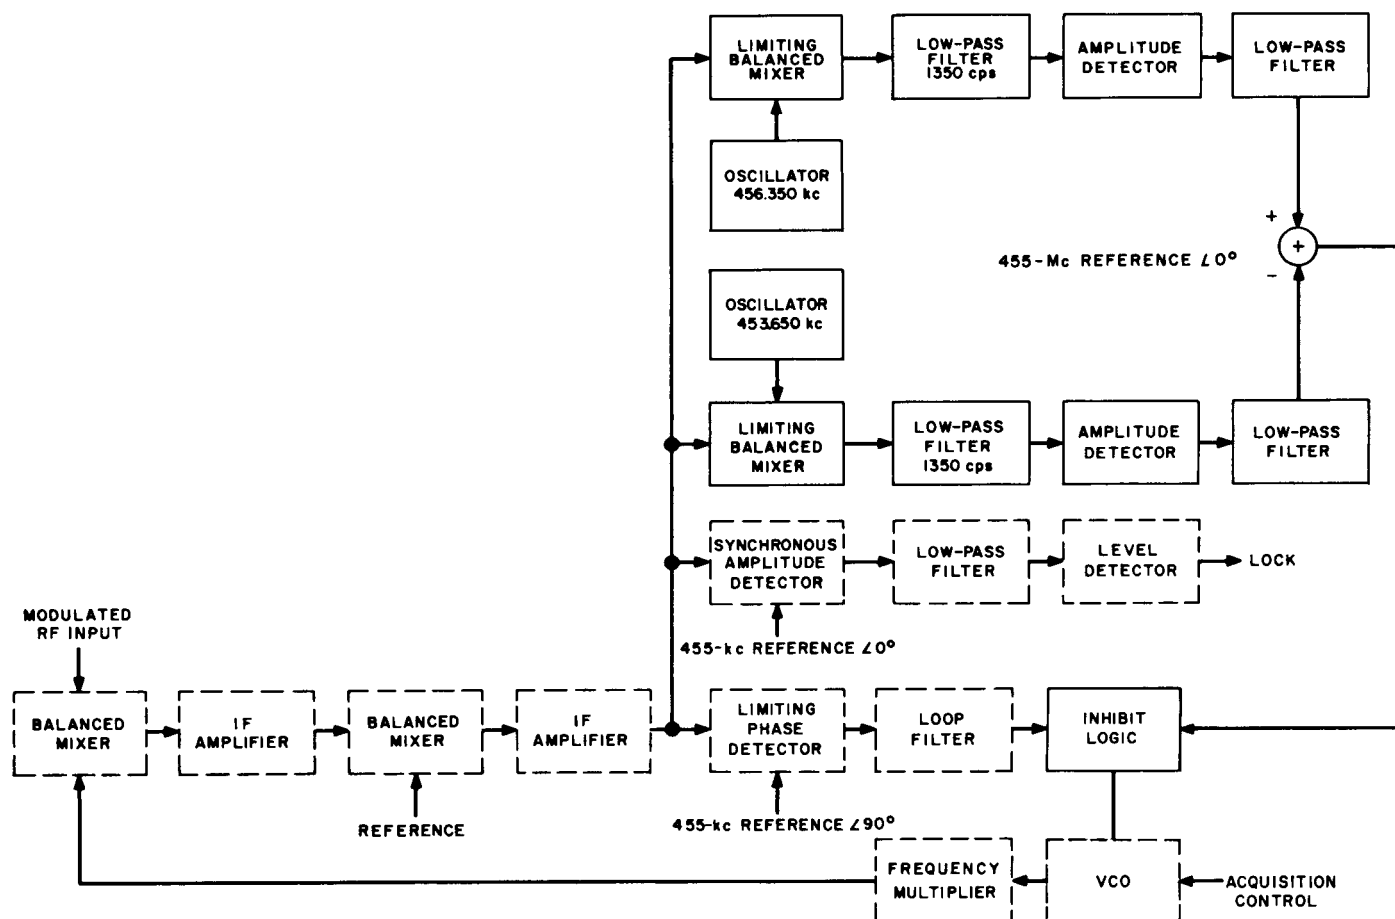 LIMITING
BALANCED
MIXER
LOW-PASS
FILTER
1350 cps
AMPLITUDE
DETECTOR
LOW-PASS
FILTER
OSCILLATOR
456.350 kc
+
455-Mc REFERENCE ∠0°
+
−
OSCILLATOR
453.650 kc
LIMITING
BALANCED
MIXER
LOW-PASS
FILTER
1350 cps
AMPLITUDE
DETECTOR
LOW-PASS
FILTER
SYNCHRONOUS
AMPLITUDE
DETECTOR
LOW-PASS
FILTER
LEVEL
DETECTOR
LOCK
455-kc REFERENCE ∠0°
MODULATED
RF INPUT
BALANCED
MIXER
IF
AMPLIFIER
BALANCED
MIXER
IF
AMPLIFIER
LIMITING
PHASE
DETECTOR
LOOP
FILTER
INHIBIT
LOGIC
REFERENCE
455-kc REFERENCE ∠90°
FREQUENCY
MULTIPLIER
VCO
ACQUISITION
CONTROL